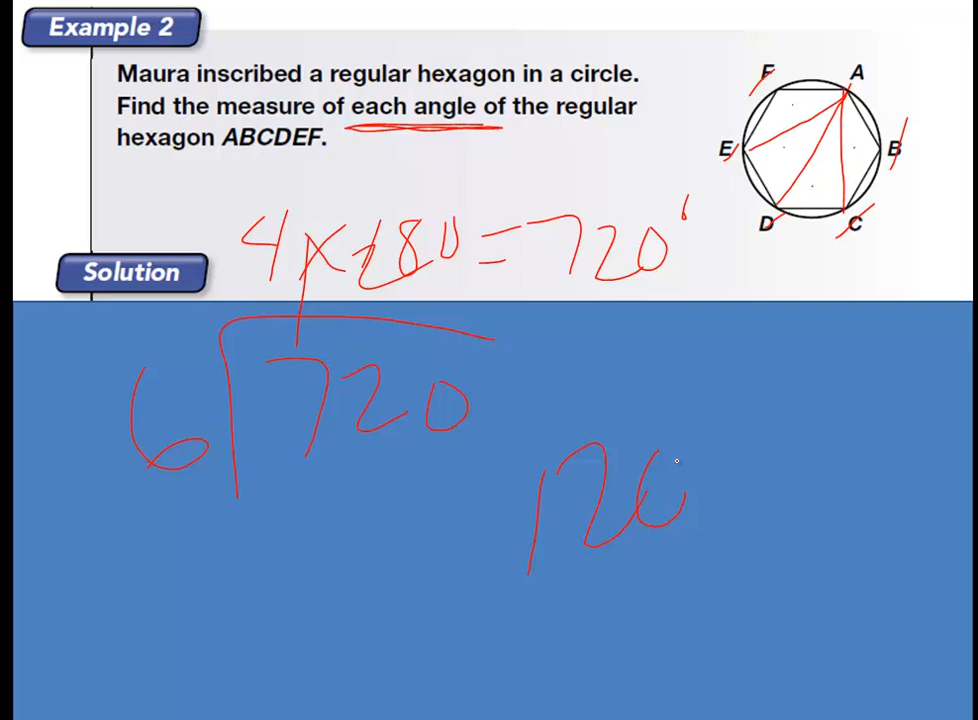 Example 2
Maura inscribed a regular hexagon in a circle.
Find the measure of each angle of the regular
hexagon ABCDEF.
F A
E B
D C
4 x 180 = 720°
Solution
6 720
120